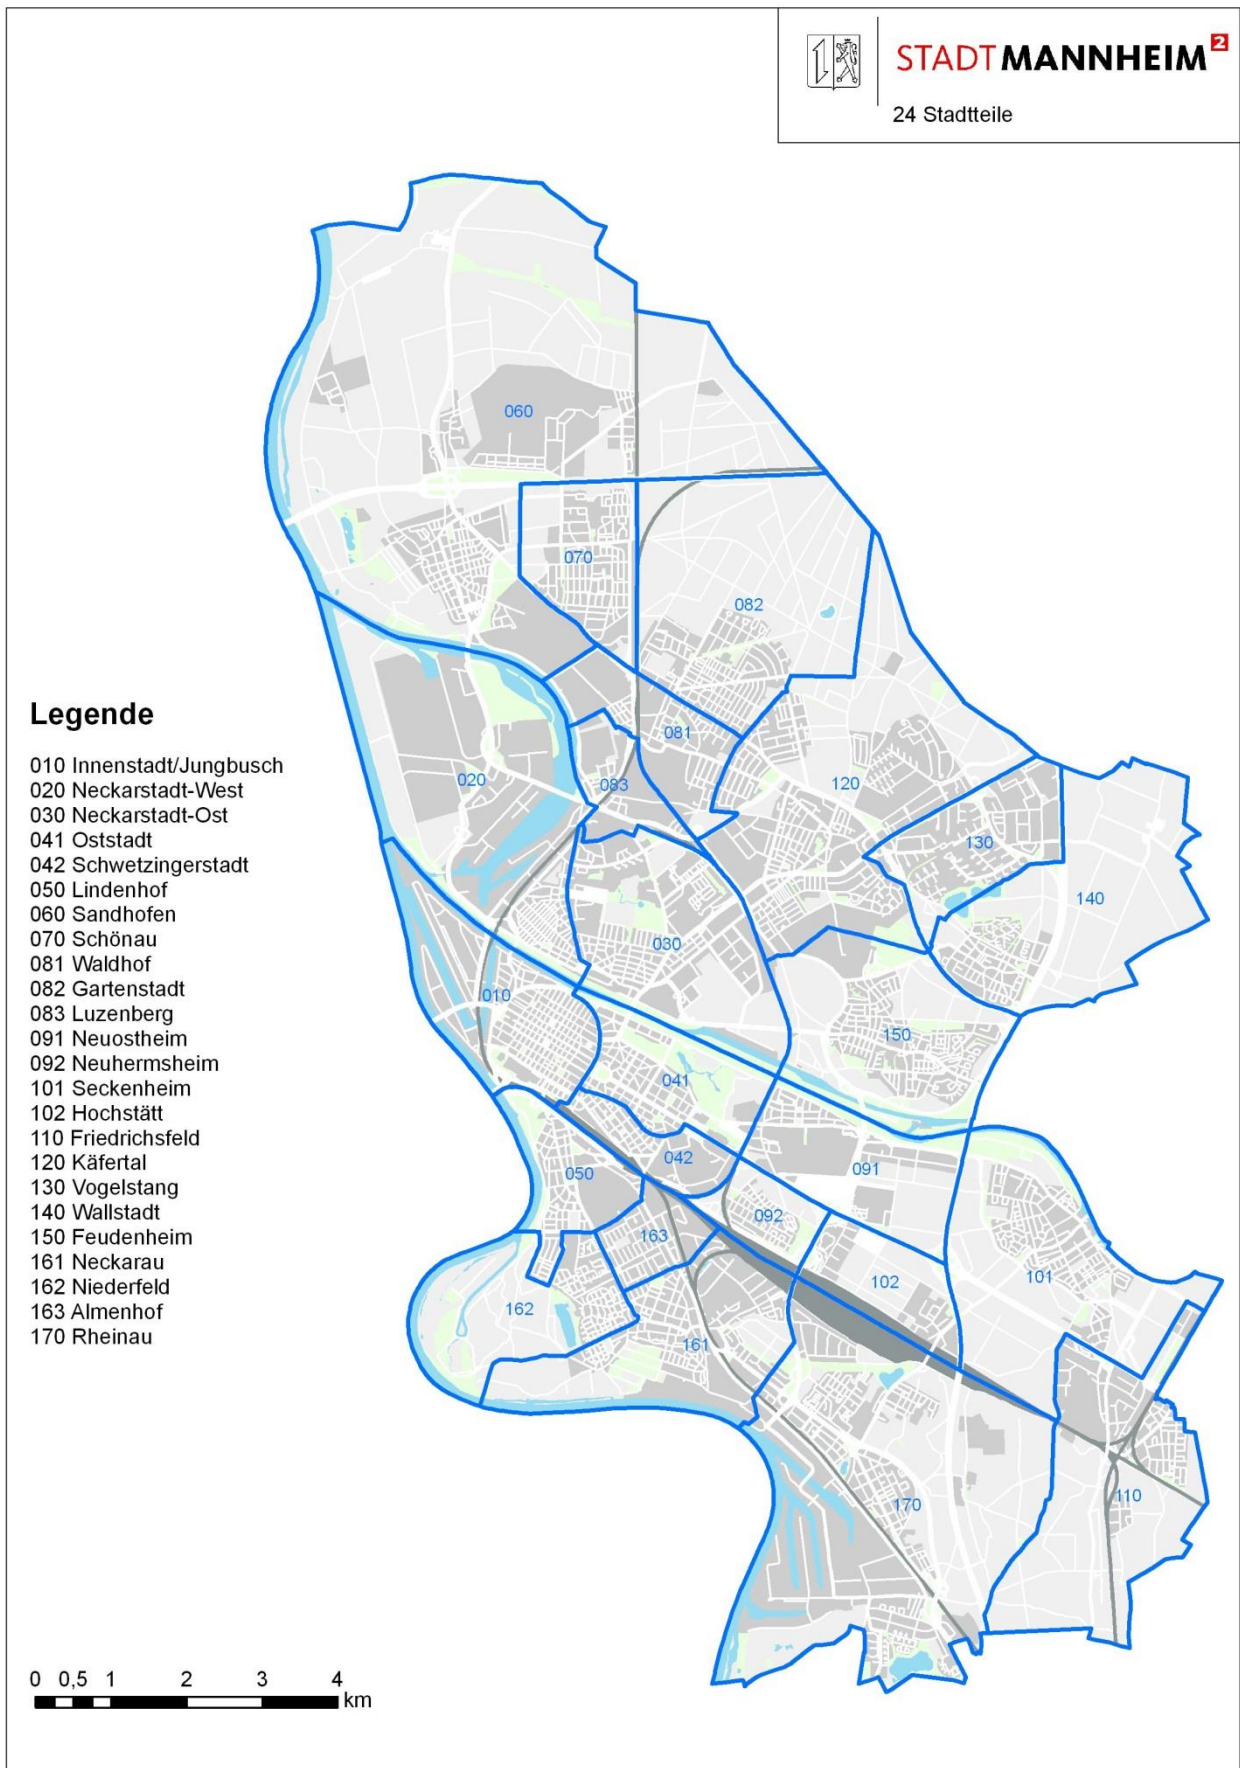 STADT MANNHEIM 2
24 Stadtteile
060
070
082
081
083
020
120
130
140
030
010
150
041
042
091
050
092
163
101
102
162
161
170
110
Legende
010 Innenstadt/Jungbusch
020 Neckarstadt-West
030 Neckarstadt-Ost
041 Oststadt
042 Schwetzingerstadt
050 Lindenhof
060 Sandhofen
070 Schönau
081 Waldhof
082 Gartenstadt
083 Luzenberg
091 Neuostheim
092 Neuhermsheim
101 Seckenheim
102 Hochstätt
110 Friedrichsfeld
120 Käfertal
130 Vogelstang
140 Wallstadt
150 Feudenheim
161 Neckarau
162 Niederfeld
163 Almenhof
170 Rheinau
0 0,5 1 2 3 4
km